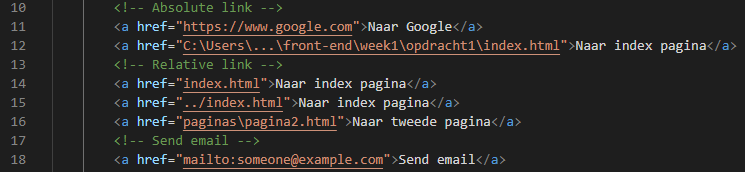 10 <!-- Absolute link -->
11 <a href="https://www.google.com">Naar Google</a>
12 <a href="C:\Users\...\front-end\week1\opdracht1\index.html">Naar index pagina</a>
13 <!-- Relative link -->
14 <a href="index.html">Naar index pagina</a>
15 <a href="../index.html">Naar index pagina</a>
16 <a href="paginas\pagina2.html">Naar tweede pagina</a>
17 <!-- Send email -->
18 <a href="mailto:someone@example.com">Send email</a>